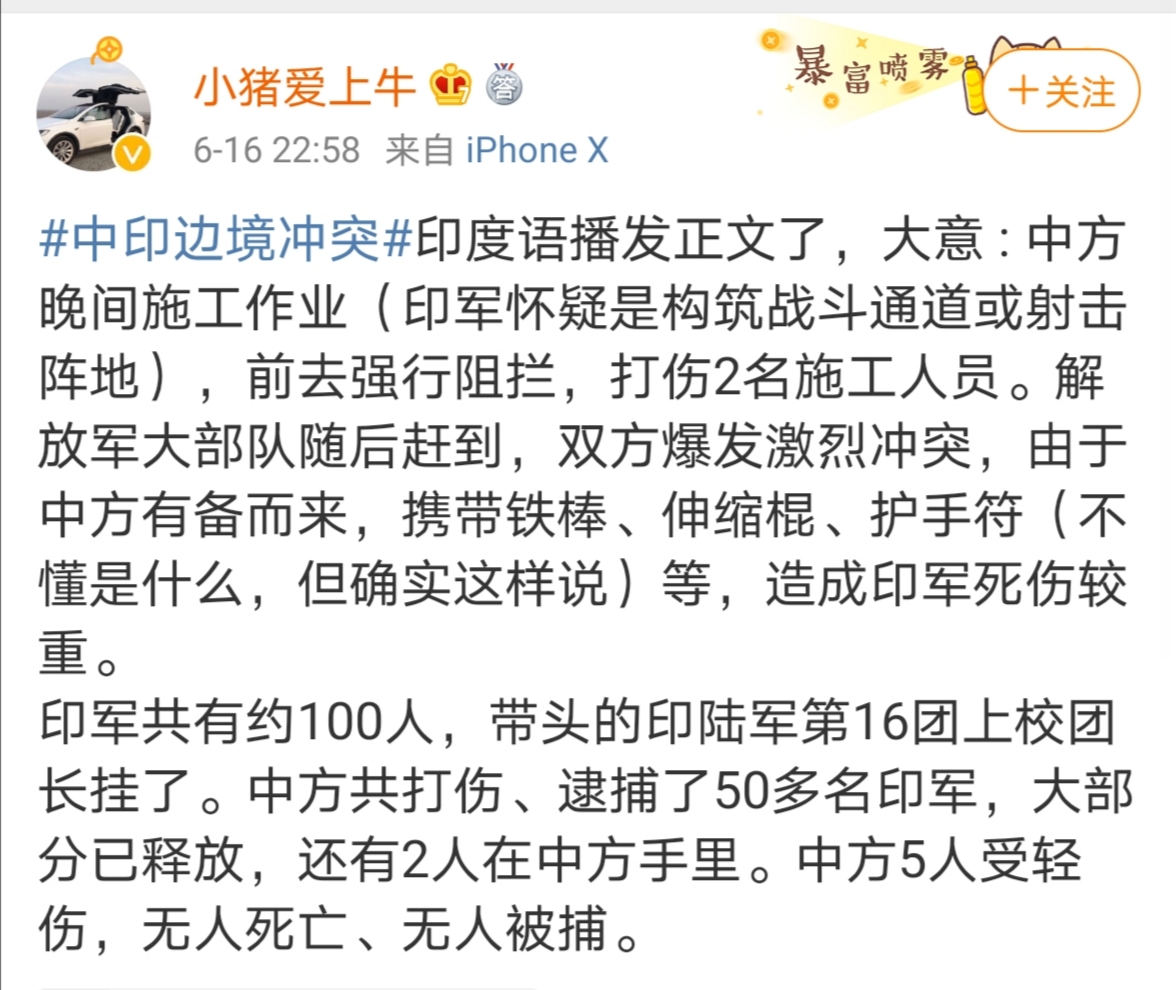 小猪爱上牛
答
暴富喷雾
+关注
6-16 22:58 来自 iPhone X
#中印边境冲突#印度语播发正文了，大意：中方
晚间施工作业（印军怀疑是构筑战斗通道或射击
阵地），前去强行阻拦，打伤2名施工人员。解
放军大部队随后赶到，双方爆发激烈冲突，由于
中方有备而来，携带铁棒、伸缩棍、护手符（不
懂是什么，但确实这样说）等，造成印军死伤较
重。
印军共有约100人，带头的印陆军第16团上校团
长挂了。中方共打伤、逮捕了50多名印军，大部
分已释放，还有2人在中方手里。中方5人受轻
伤，无人死亡、无人被捕。